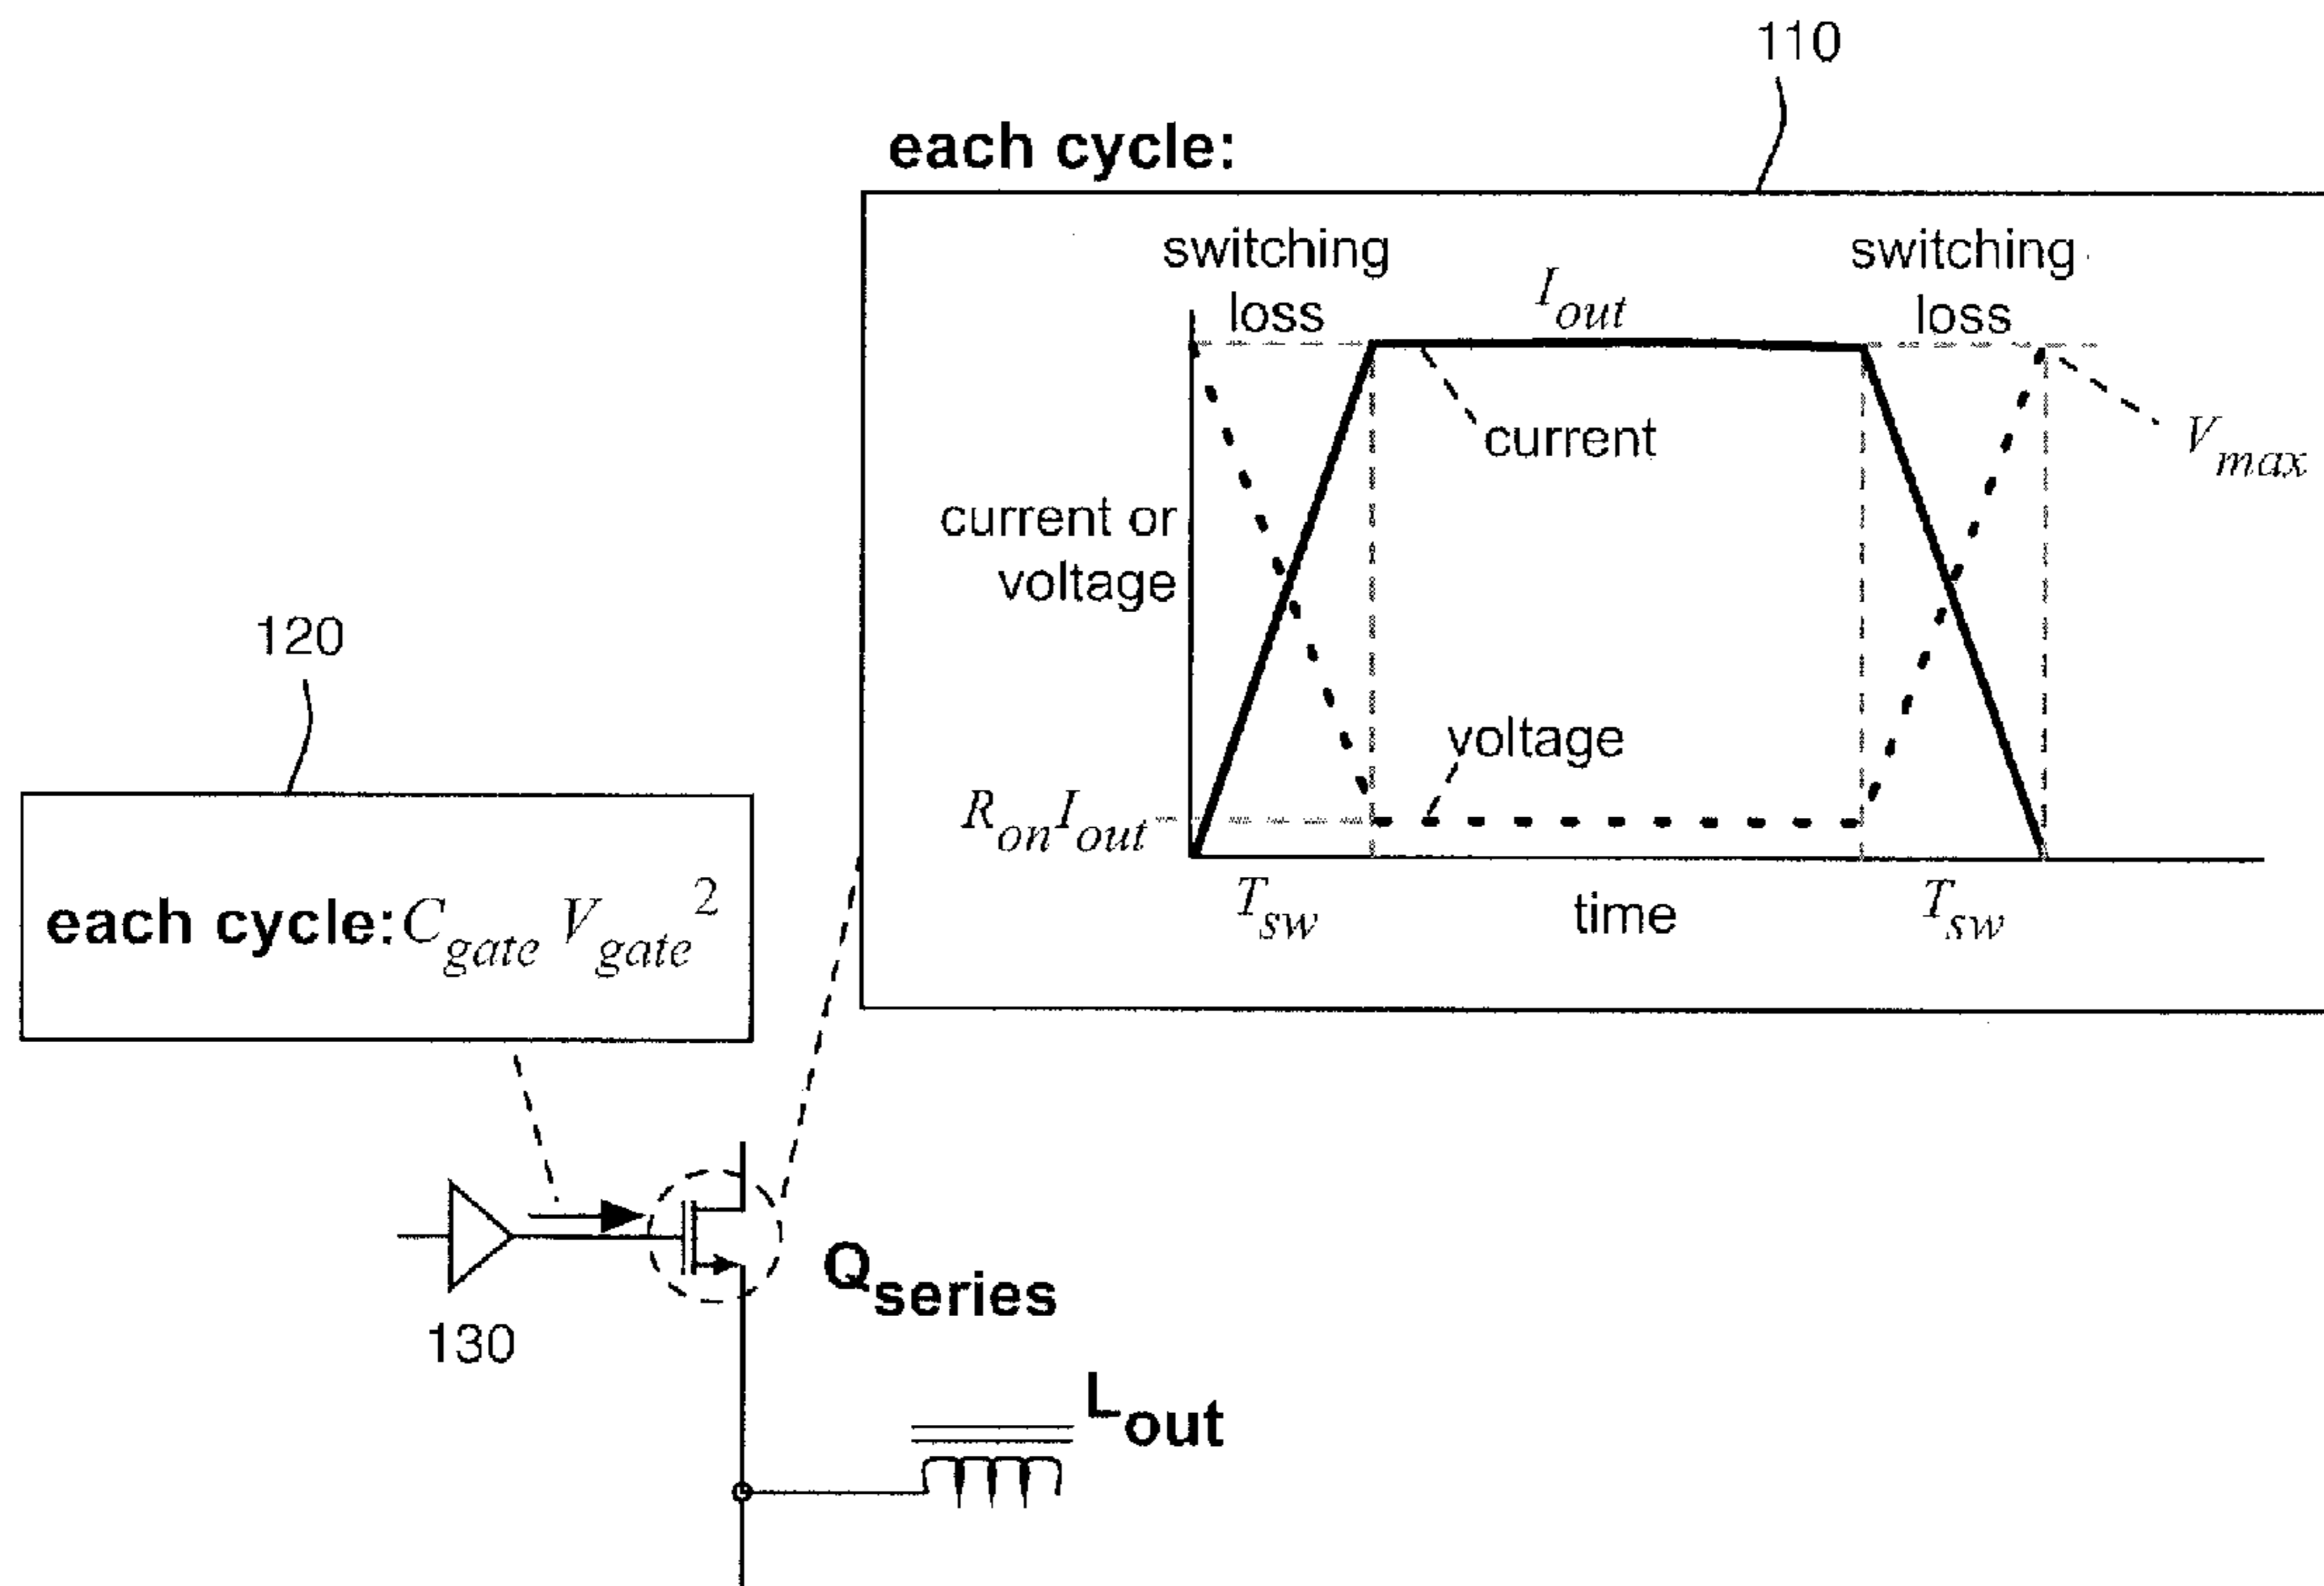 110
each cycle:
switching loss
I_out
switching loss
current
V_max
current or voltage
voltage
R_on I_out
T_sw
time
T_sw
120
each cycle: C_gate V_gate^2
130
Q_series
L_out